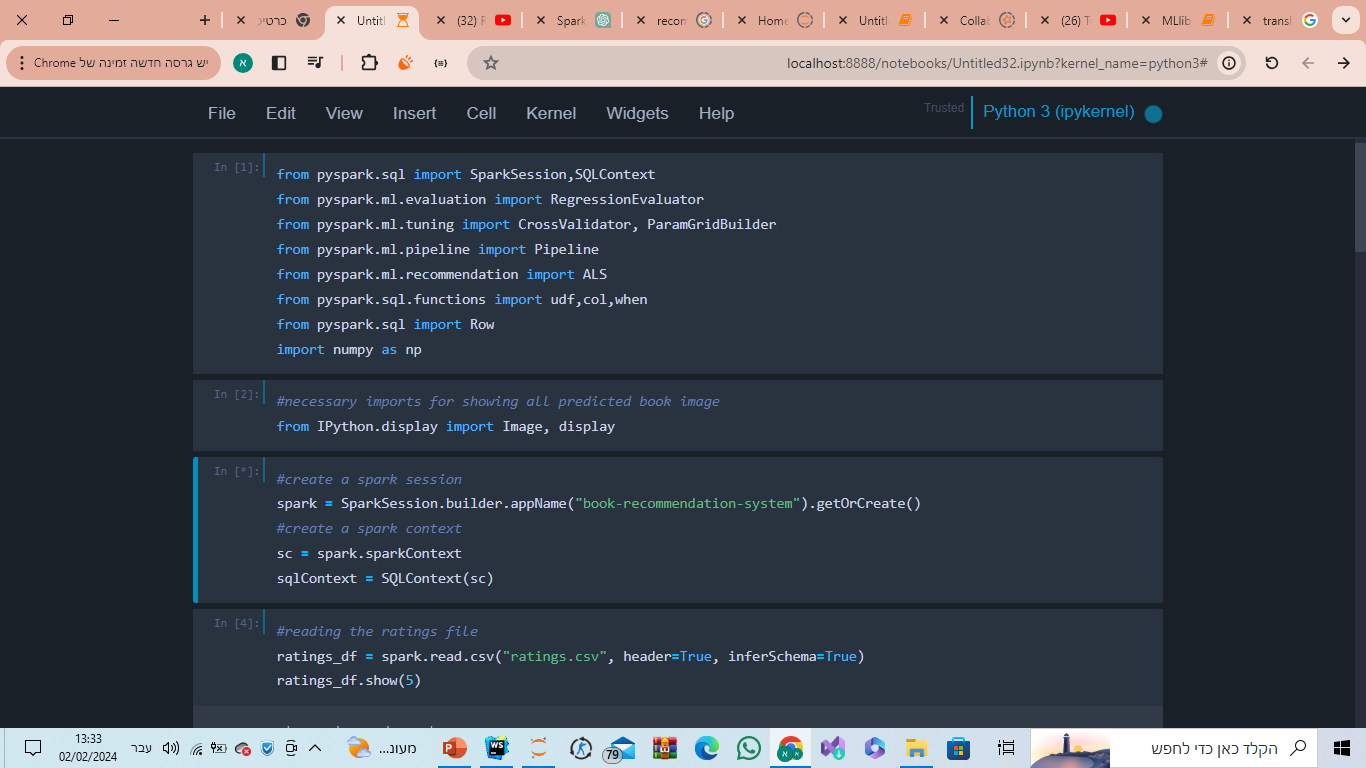 כרטיכ
Untitl
(32) F
Spark
recon
Home
Untitl
Collal
(26) T
MLlib
transl
יש גרסה חדשה זמינה של Chrome
א
localhost:8888/notebooks/Untitled32.ipynb?kernel_name=python3#
File Edit View Insert Cell Kernel Widgets Help
Trusted
Python 3 (ipykernel)
In [1]:
from pyspark.sql import SparkSession,SQLContext
from pyspark.ml.evaluation import RegressionEvaluator
from pyspark.ml.tuning import CrossValidator, ParamGridBuilder
from pyspark.ml.pipeline import Pipeline
from pyspark.ml.recommendation import ALS
from pyspark.sql.functions import udf,col,when
from pyspark.sql import Row
import numpy as np
In [2]:
#necessary imports for showing all predicted book image
from IPython.display import Image, display
In [*]:
#create a spark session
spark = SparkSession.builder.appName("book-recommendation-system").getOrCreate()
#create a spark context
sc = spark.sparkContext
sqlContext = SQLContext(sc)
In [4]:
#reading the ratings file
ratings_df = spark.read.csv("ratings.csv", header=True, inferSchema=True)
ratings_df.show(5)
13:33
02/02/2024
עבר
מעונ...
WS
79
הקלד כאן כדי לחפש